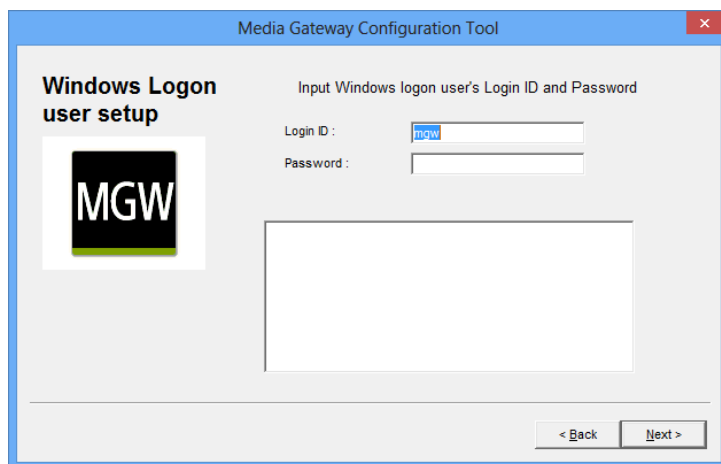 Media Gateway Configuration Tool
Windows Logon
user setup
MGW
Input Windows logon user's Login ID and Password
Login ID :
mgw
Password :
< Back
Next >